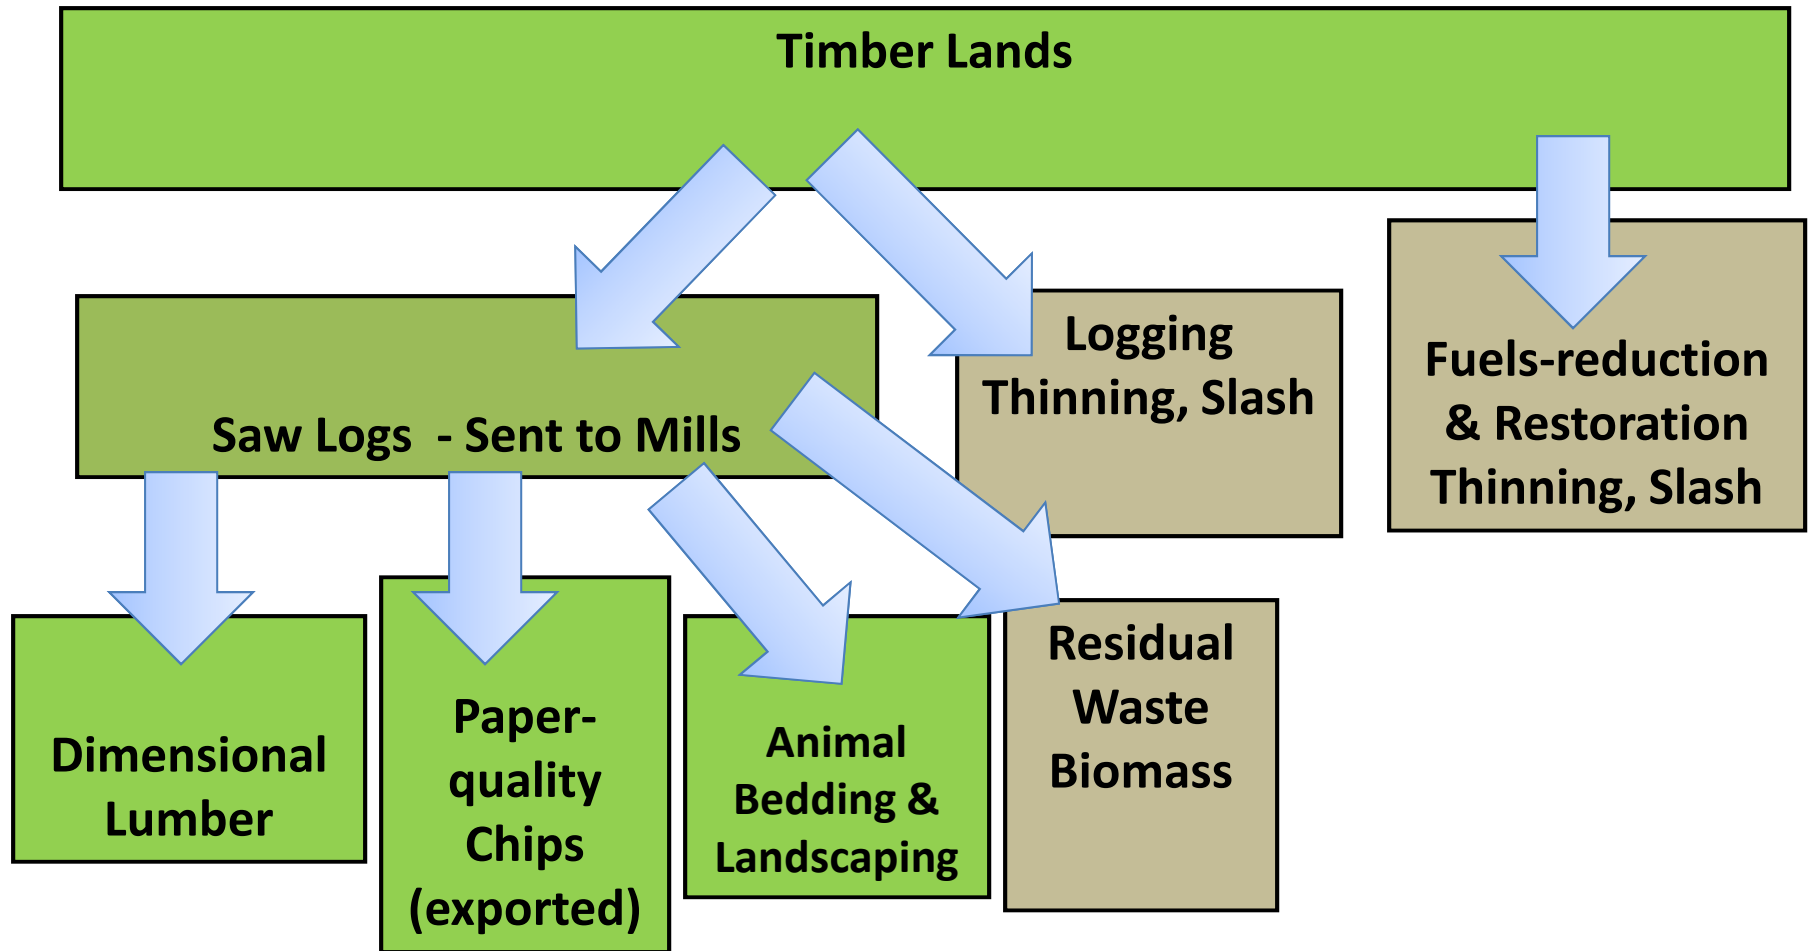 Timber Lands
Logging
Thinning, Slash
Fuels-reduction
& Restoration
Thinning, Slash
Saw Logs  - Sent to Mills
Dimensional
Lumber
Paper-
quality
Chips
(exported)
Animal
Bedding &
Landscaping
Residual
Waste
Biomass